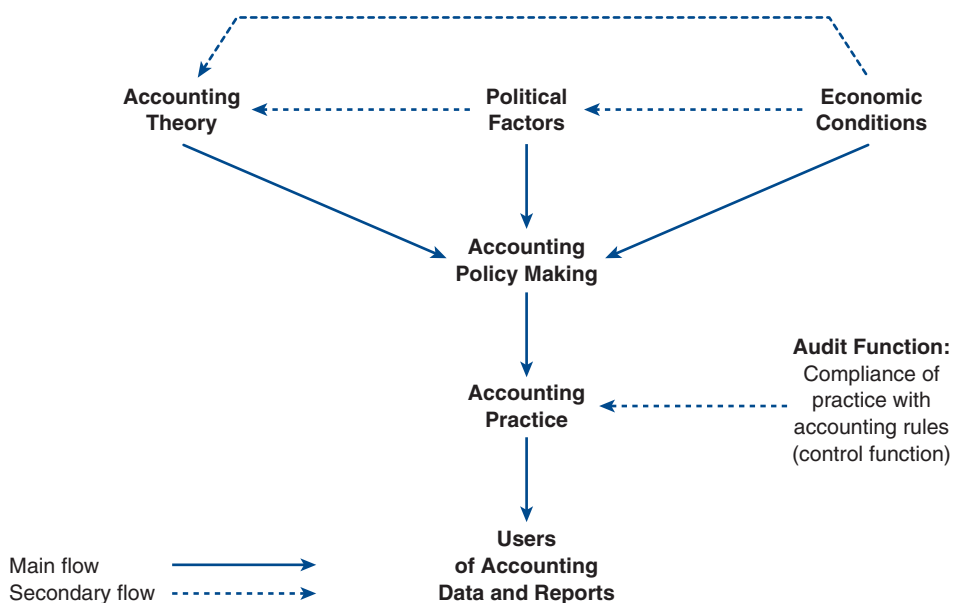 Accounting
Theory
Political
Factors
Economic
Conditions
Accounting
Policy Making
Audit Function:
Compliance of
practice with
accounting rules
(control function)
Accounting
Practice
Users
of Accounting
Data and Reports
Main flow
Secondary flow